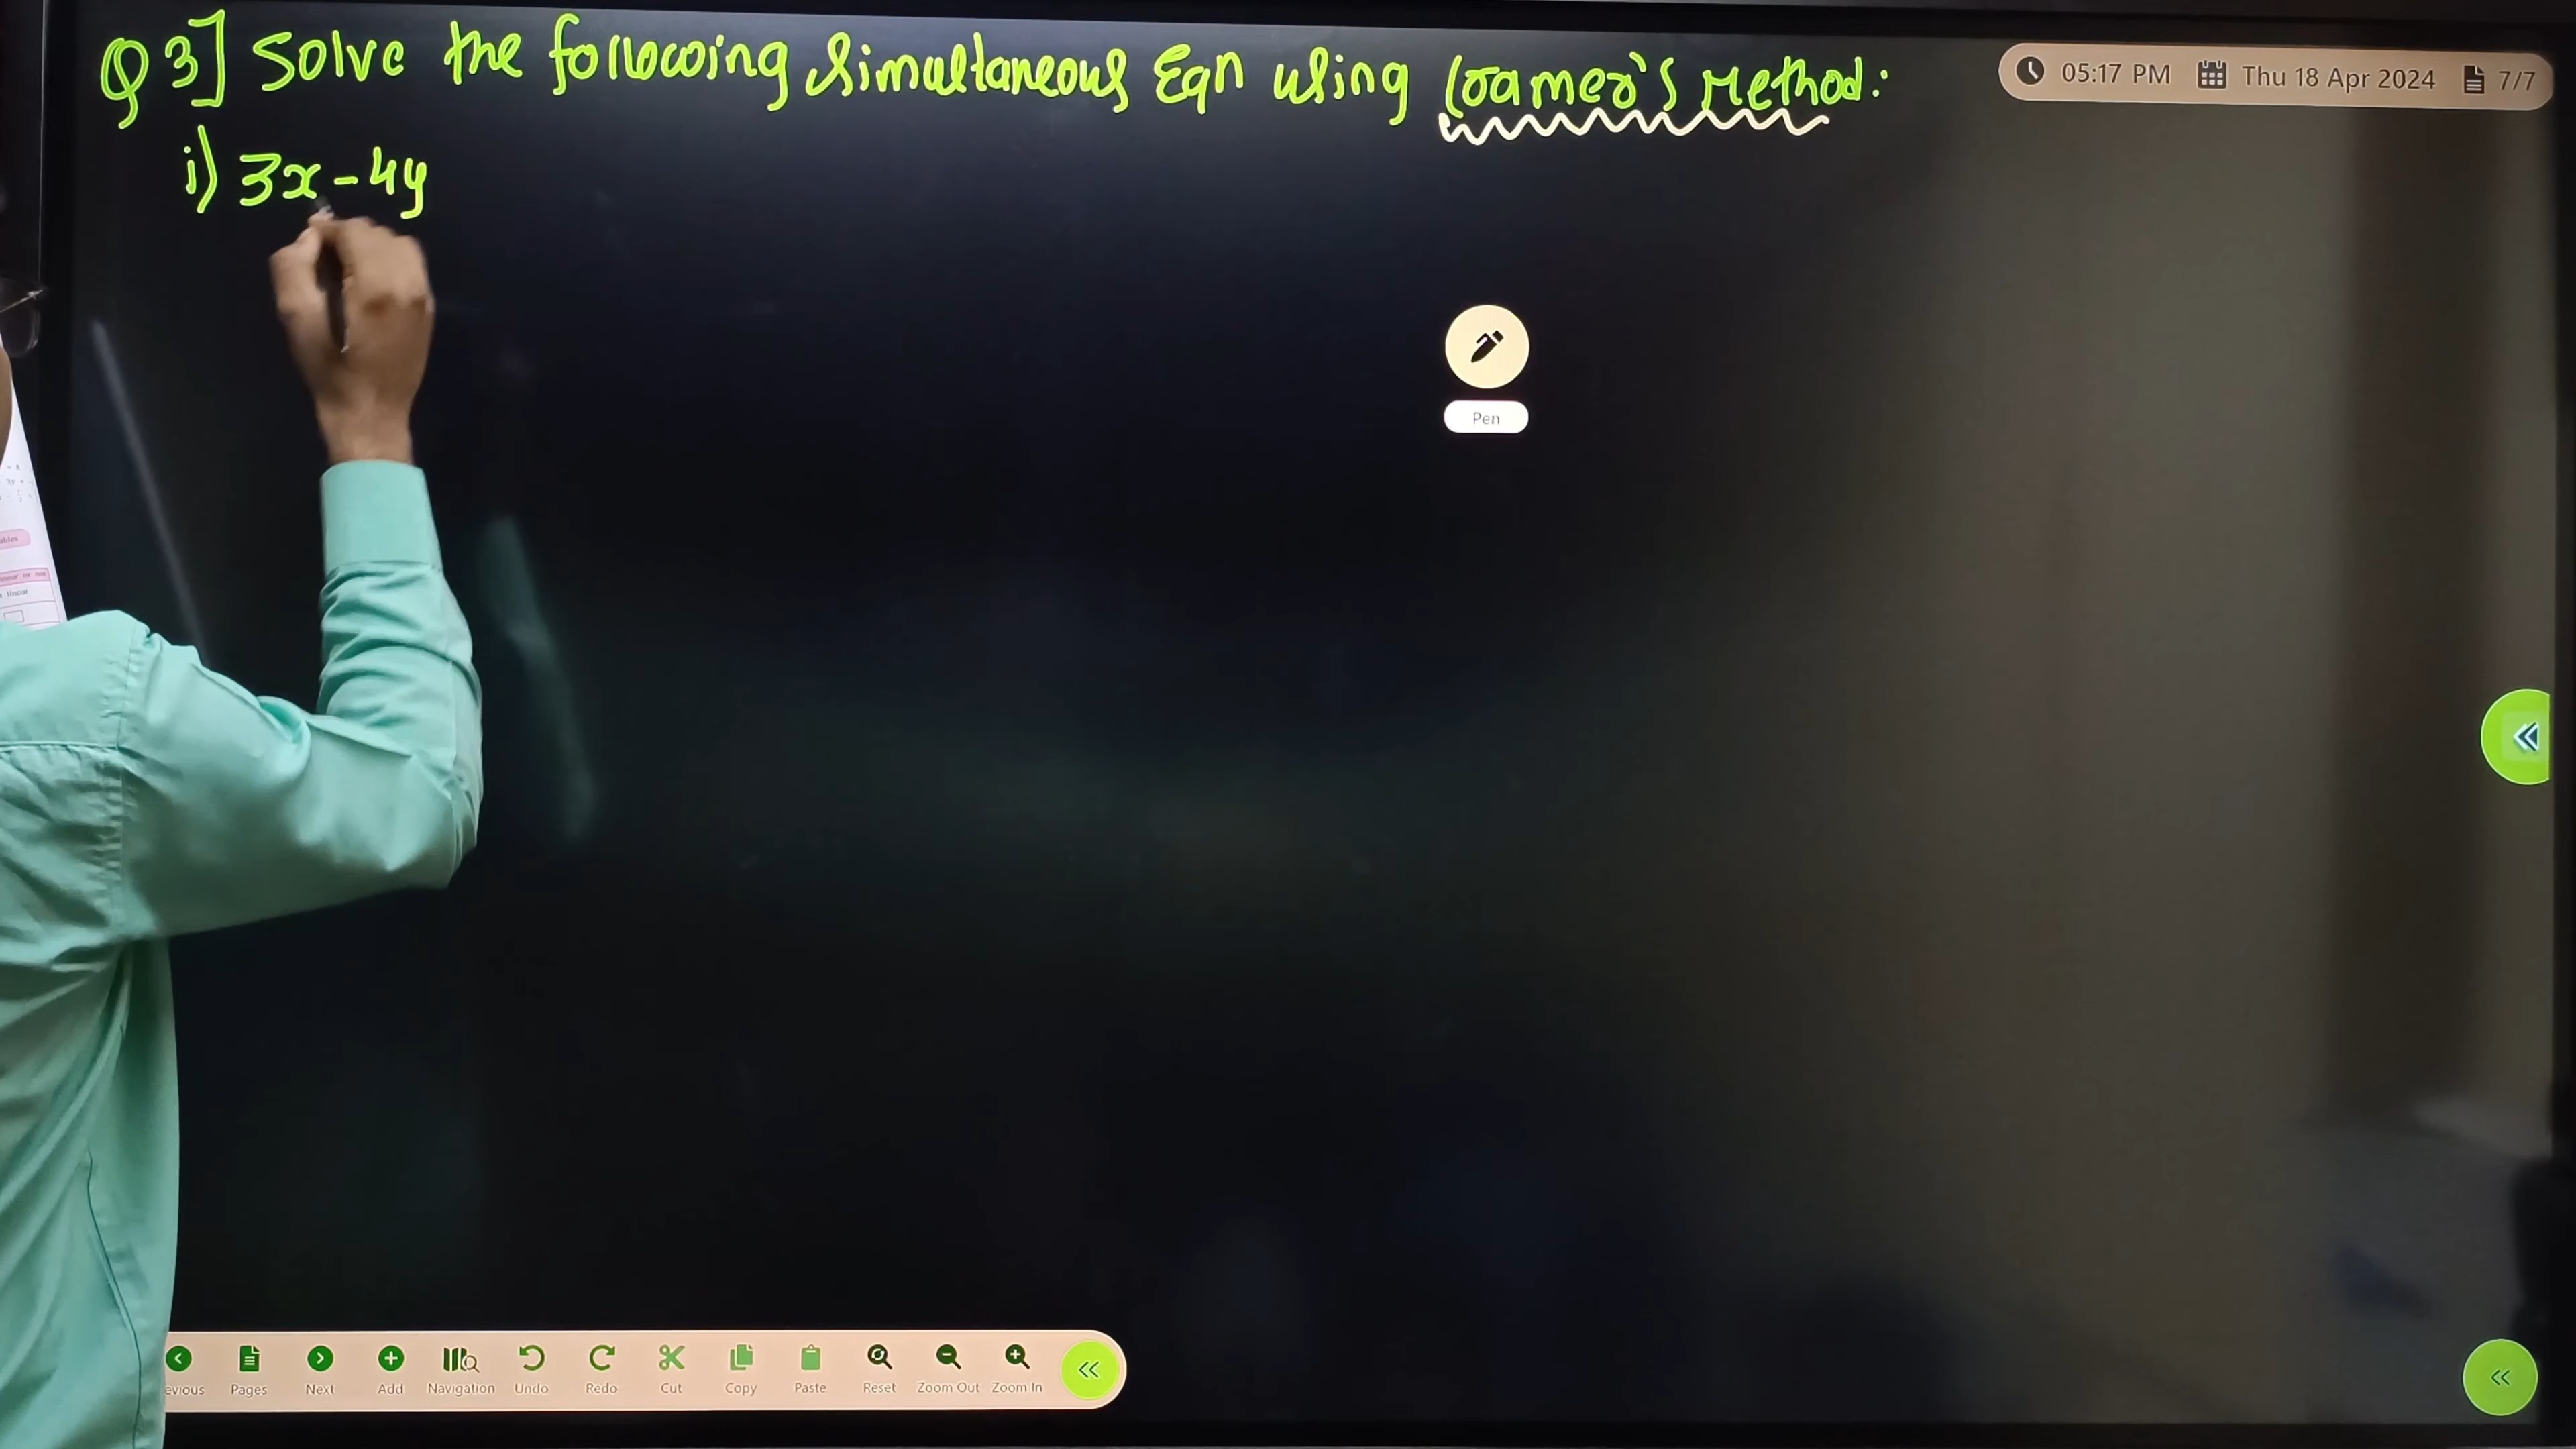 Q3] Solve the following Simultaneous Eqn using Cramer's Method:
05:17 PM Thu 18 Apr 2024 7/7
i) 3x - 4y
Pen
evious Pages Next Add Navigation Undo Redo Cut Copy Paste Reset Zoom Out Zoom In